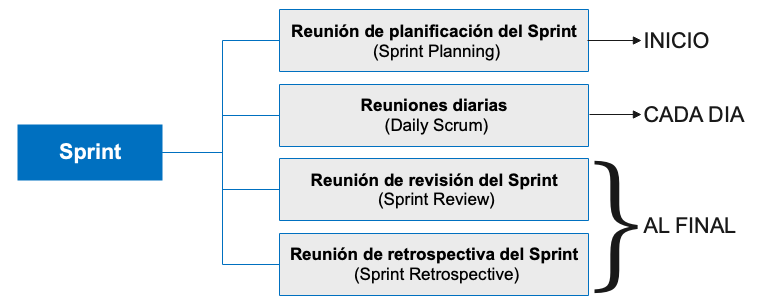 Reunión de planificación del Sprint
(Sprint Planning)
INICIO
Reuniones diarias
(Daily Scrum)
CADA DIA
Sprint
Reunión de revisión del Sprint
(Sprint Review)
AL FINAL
Reunión de retrospectiva del Sprint
(Sprint Retrospective)